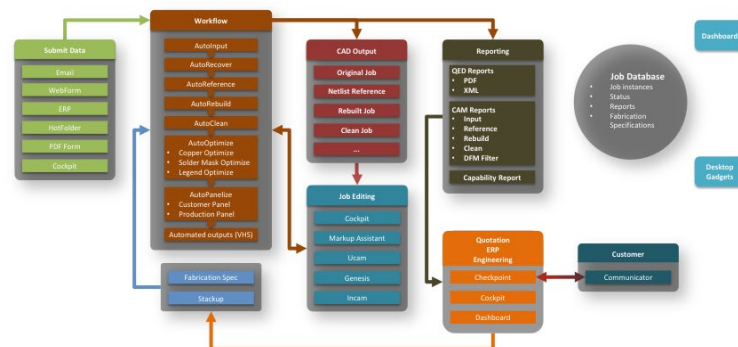 Submit Data
Email
WebForm
ERP
HotFolder
PDF Form
Cockpit
Workflow
AutoInput
AutoRecover
AutoReference
AutoRebuild
AutoClean
AutoOptimize
• Copper Optimize
• Solder Mask Optimize
• Legend Optimize
AutoPanelize
• Customer Panel
• Production Panel
Automated outputs (VHS)
Fabrication Spec
Stackup
CAD Output
Original Job
Netlist Reference
Rebuilt Job
Clean Job
...
Job Editing
Cockpit
Markup Assistant
Ucam
Genesis
Incam
Reporting
QED Reports
• PDF
• XML
CAM Reports
• Input
• Reference
• Rebuild
• Clean
• DFM Filter
Capability Report
Quotation
ERP
Engineering
Checkpoint
Cockpit
Dashboard
Customer
Communicator
Job Database
• Job instances
• Status
• Reports
• Fabrication
Specifications
Dashboard
Desktop
Gadgets